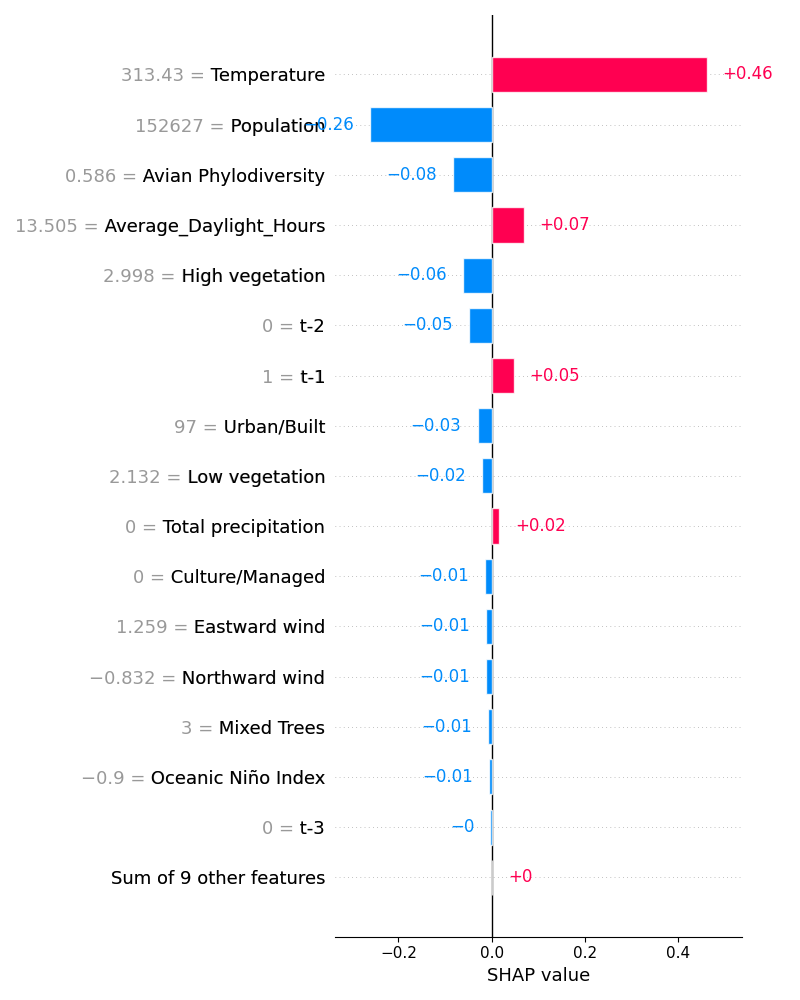 313.43 = Temperature +0.46
152627 = Population −0.26
0.586 = Avian Phylodiversity −0.08
13.505 = Average_Daylight_Hours +0.07
2.998 = High vegetation −0.06
0 = t-2 −0.05
1 = t-1 +0.05
97 = Urban/Built −0.03
2.132 = Low vegetation −0.02
0 = Total precipitation +0.02
0 = Culture/Managed −0.01
1.259 = Eastward wind −0.01
−0.832 = Northward wind −0.01
3 = Mixed Trees −0.01
−0.9 = Oceanic Niño Index −0.01
0 = t-3 −0
Sum of 9 other features +0
−0.2 0.0 0.2 0.4
SHAP value